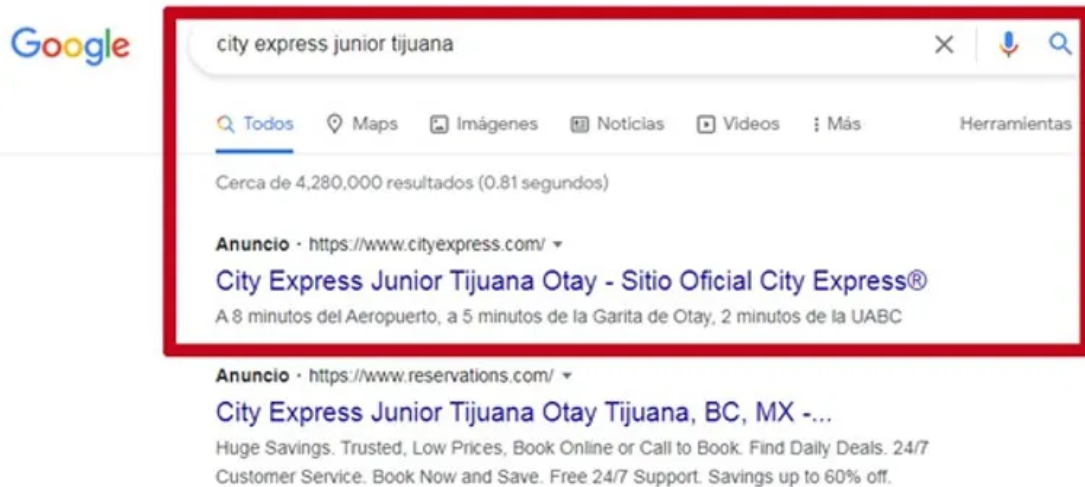 Google
city express junior tijuana
Todos Maps Imágenes Noticias Videos Más Herramientas
Cerca de 4,280,000 resultados (0.81 segundos)
Anuncio · https://www.cityexpress.com/
City Express Junior Tijuana Otay - Sitio Oficial City Express®
A 8 minutos del Aeropuerto, a 5 minutos de la Garita de Otay, 2 minutos de la UABC
Anuncio · https://www.reservations.com/
City Express Junior Tijuana Otay Tijuana, BC, MX -...
Huge Savings. Trusted, Low Prices, Book Online or Call to Book. Find Daily Deals. 24/7
Customer Service. Book Now and Save. Free 24/7 Support. Savings up to 60% off.